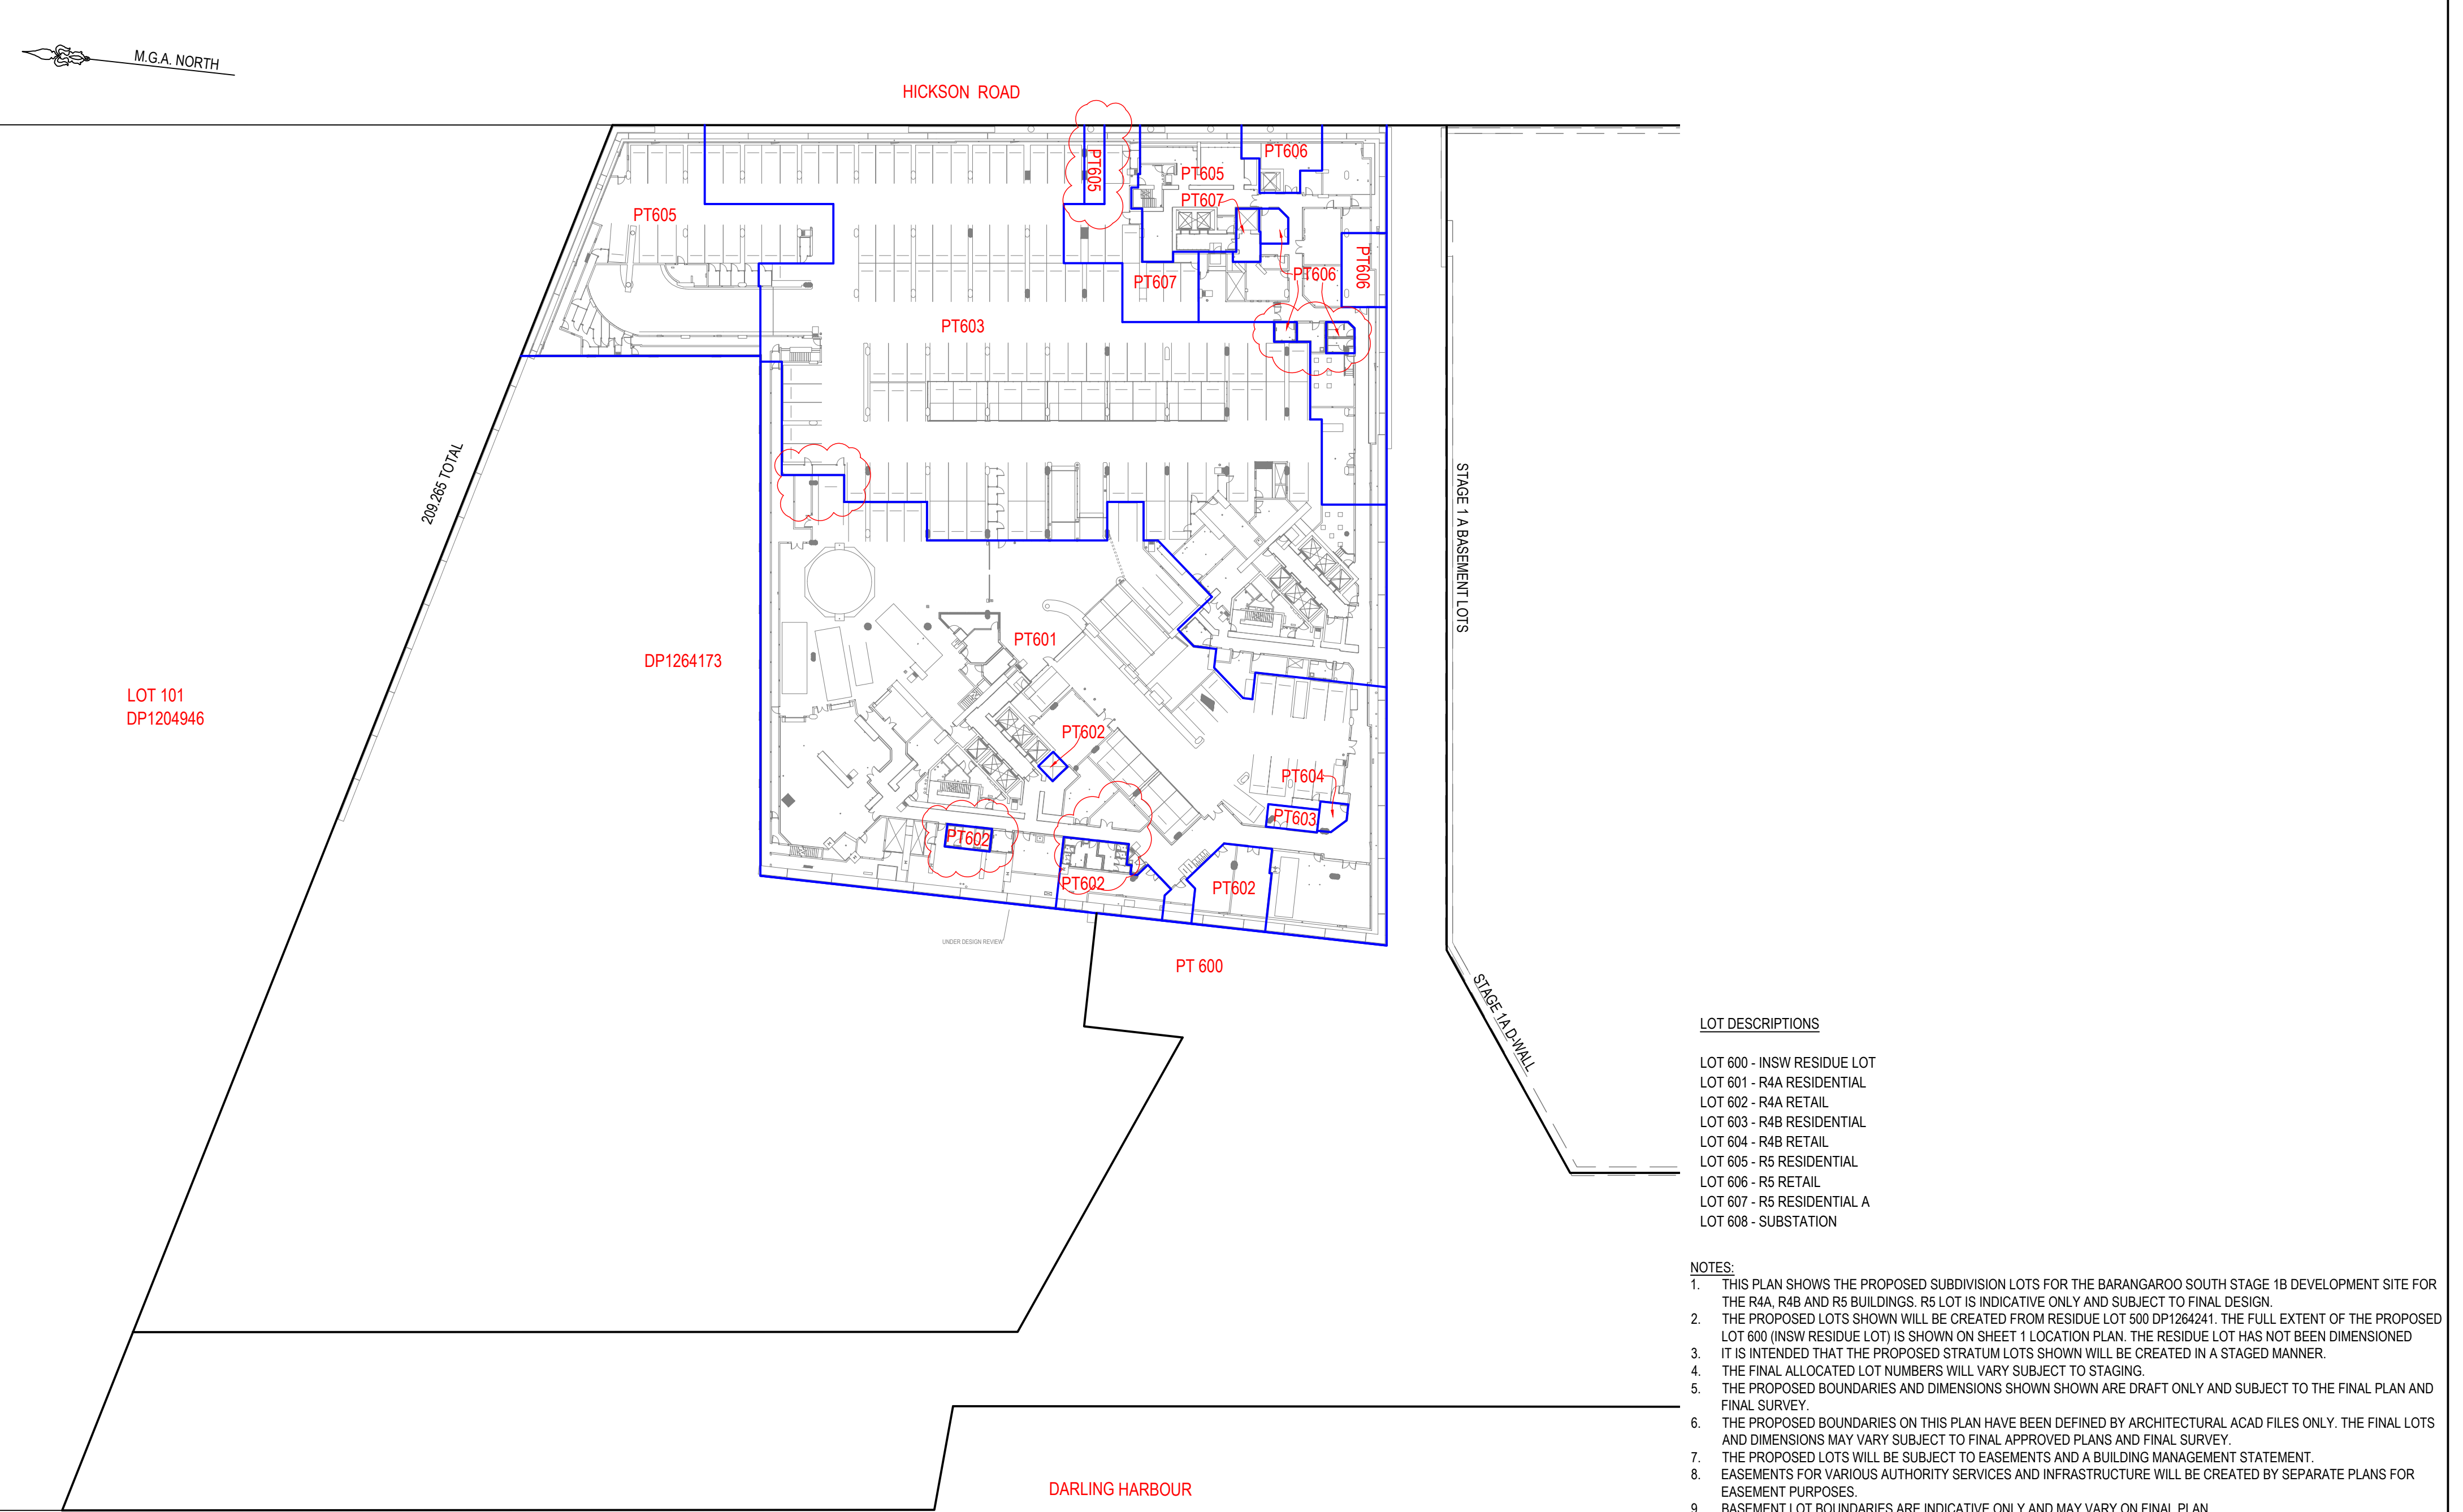 M.G.A. NORTH
HICKSON ROAD
PT605
PT606
PT605
PT607
PT605
PT606
PT606
PT607
PT603
209.265 TOTAL
STAGE 1 A BASEMENT LOTS
PT601
DP1264173
LOT 101
DP1204946
PT602
PT604
PT603
PT602
PT602
PT602
UNDER DESIGN REVIEW
PT 600
STAGE 1A D-WALL
DARLING HARBOUR
LOT DESCRIPTIONS
LOT 600 - INSW RESIDUE LOT
LOT 601 - R4A RESIDENTIAL
LOT 602 - R4A RETAIL
LOT 603 - R4B RESIDENTIAL
LOT 604 - R4B RETAIL
LOT 605 - R5 RESIDENTIAL
LOT 606 - R5 RETAIL
LOT 607 - R5 RESIDENTIAL A
LOT 608 - SUBSTATION
NOTES:
1. THIS PLAN SHOWS THE PROPOSED SUBDIVISION LOTS FOR THE BARANGAROO SOUTH STAGE 1B DEVELOPMENT SITE FOR
THE R4A, R4B AND R5 BUILDINGS. R5 LOT IS INDICATIVE ONLY AND SUBJECT TO FINAL DESIGN.
2. THE PROPOSED LOTS SHOWN WILL BE CREATED FROM RESIDUE LOT 500 DP1264241. THE FULL EXTENT OF THE PROPOSED
LOT 600 (INSW RESIDUE LOT) IS SHOWN ON SHEET 1 LOCATION PLAN. THE RESIDUE LOT HAS NOT BEEN DIMENSIONED
3. IT IS INTENDED THAT THE PROPOSED STRATUM LOTS SHOWN WILL BE CREATED IN A STAGED MANNER.
4. THE FINAL ALLOCATED LOT NUMBERS WILL VARY SUBJECT TO STAGING.
5. THE PROPOSED BOUNDARIES AND DIMENSIONS SHOWN SHOWN ARE DRAFT ONLY AND SUBJECT TO THE FINAL PLAN AND
FINAL SURVEY.
6. THE PROPOSED BOUNDARIES ON THIS PLAN HAVE BEEN DEFINED BY ARCHITECTURAL ACAD FILES ONLY. THE FINAL LOTS
AND DIMENSIONS MAY VARY SUBJECT TO FINAL APPROVED PLANS AND FINAL SURVEY.
7. THE PROPOSED LOTS WILL BE SUBJECT TO EASEMENTS AND A BUILDING MANAGEMENT STATEMENT.
8. EASEMENTS FOR VARIOUS AUTHORITY SERVICES AND INFRASTRUCTURE WILL BE CREATED BY SEPARATE PLANS FOR
EASEMENT PURPOSES.
9. BASEMENT LOT BOUNDARIES ARE INDICATIVE ONLY AND MAY VARY ON FINAL PLAN